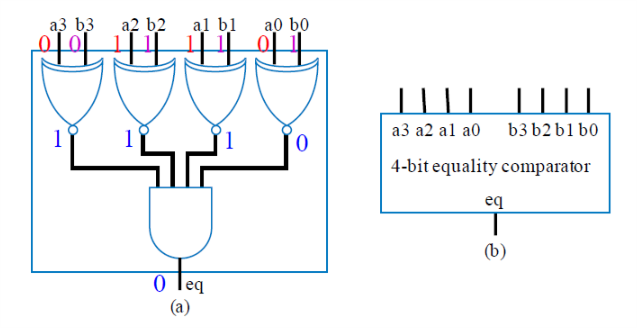 a3 b3 a2 b2 a1 b1 a0 b0
0 0 1 1 1 1 0 1
1 1 1 0
0 eq
(a)
a3 a2 a1 a0 b3 b2 b1 b0
4-bit equality comparator
eq
(b)